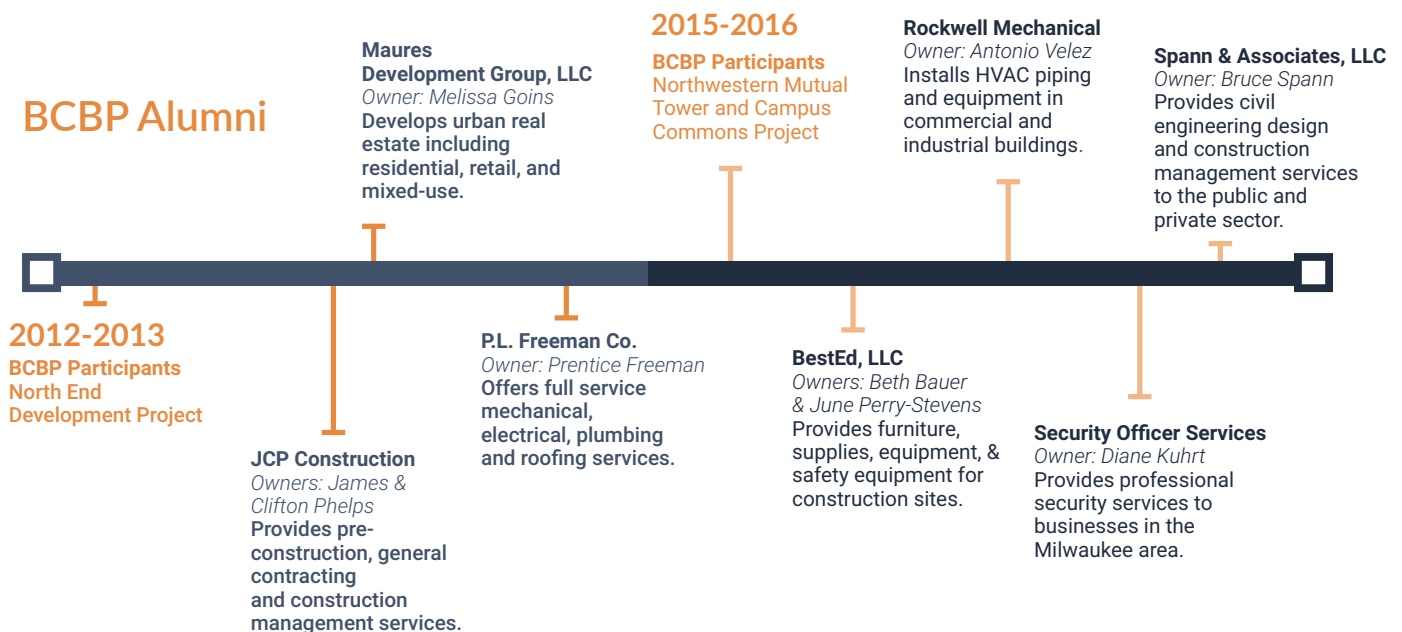 BCBP Alumni
2012-2013
BCBP Participants
North End
Development Project
JCP Construction
Owners: James &
Clifton Phelps
Provides pre-
construction, general
contracting
and construction
management services.
Maures
Development Group, LLC
Owner: Melissa Goins
Develops urban real
estate including
residential, retail, and
mixed-use.
P.L. Freeman Co.
Owner: Prentice Freeman
Offers full service
mechanical,
electrical, plumbing
and roofing services.
2015-2016
BCBP Participants
Northwestern Mutual
Tower and Campus
Commons Project
BestEd, LLC
Owners: Beth Bauer
& June Perry-Stevens
Provides furniture,
supplies, equipment, &
safety equipment for
construction sites.
Rockwell Mechanical
Owner: Antonio Velez
Installs HVAC piping
and equipment in
commercial and
industrial buildings.
Security Officer Services
Owner: Diane Kuhrt
Provides professional
security services to
businesses in the
Milwaukee area.
Spann & Associates, LLC
Owner: Bruce Spann
Provides civil
engineering design
and construction
management services
to the public and
private sector.